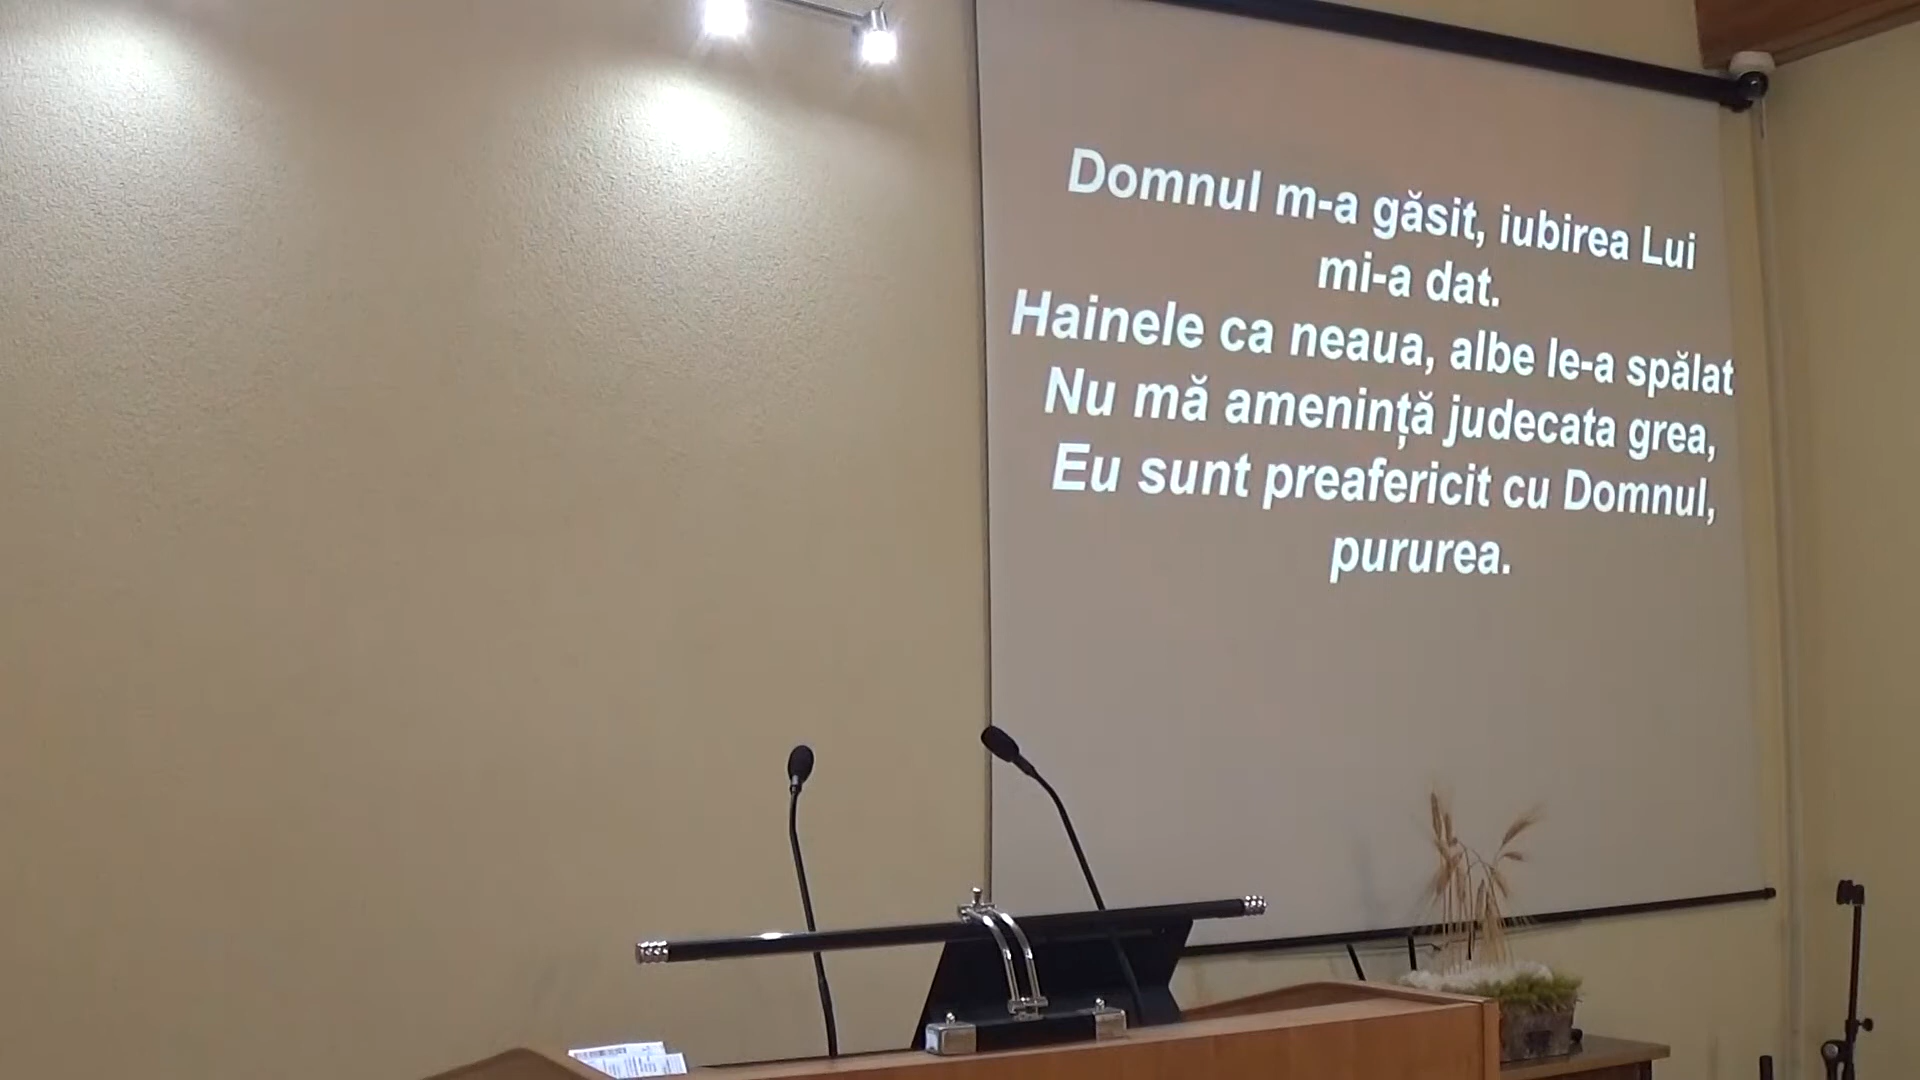 Domnul m-a găsit, iubirea Lui
mi-a dat.
Hainele ca neaua, albe le-a spălat
Nu mă amenință judecata grea,
Eu sunt preafericit cu Domnul,
pururea.